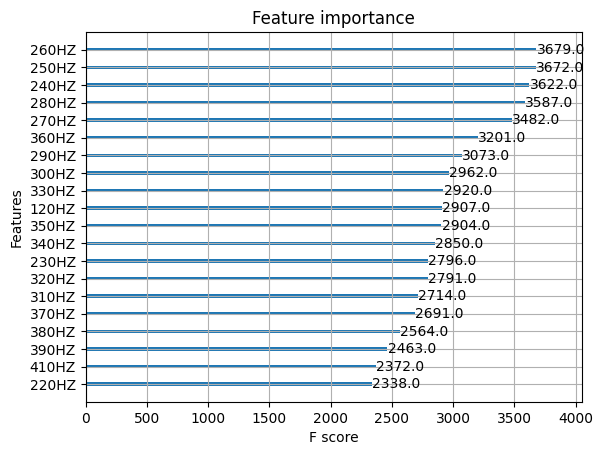 Feature importance
260HZ 3679.0
250HZ 3672.0
240HZ 3622.0
280HZ 3587.0
270HZ 3482.0
360HZ 3201.0
290HZ 3073.0
300HZ 2962.0
330HZ 2920.0
120HZ 2907.0
350HZ 2904.0
340HZ 2850.0
230HZ 2796.0
320HZ 2791.0
310HZ 2714.0
370HZ 2691.0
380HZ 2564.0
390HZ 2463.0
410HZ 2372.0
220HZ 2338.0
Features
0 500 1000 1500 2000 2500 3000 3500 4000
F score